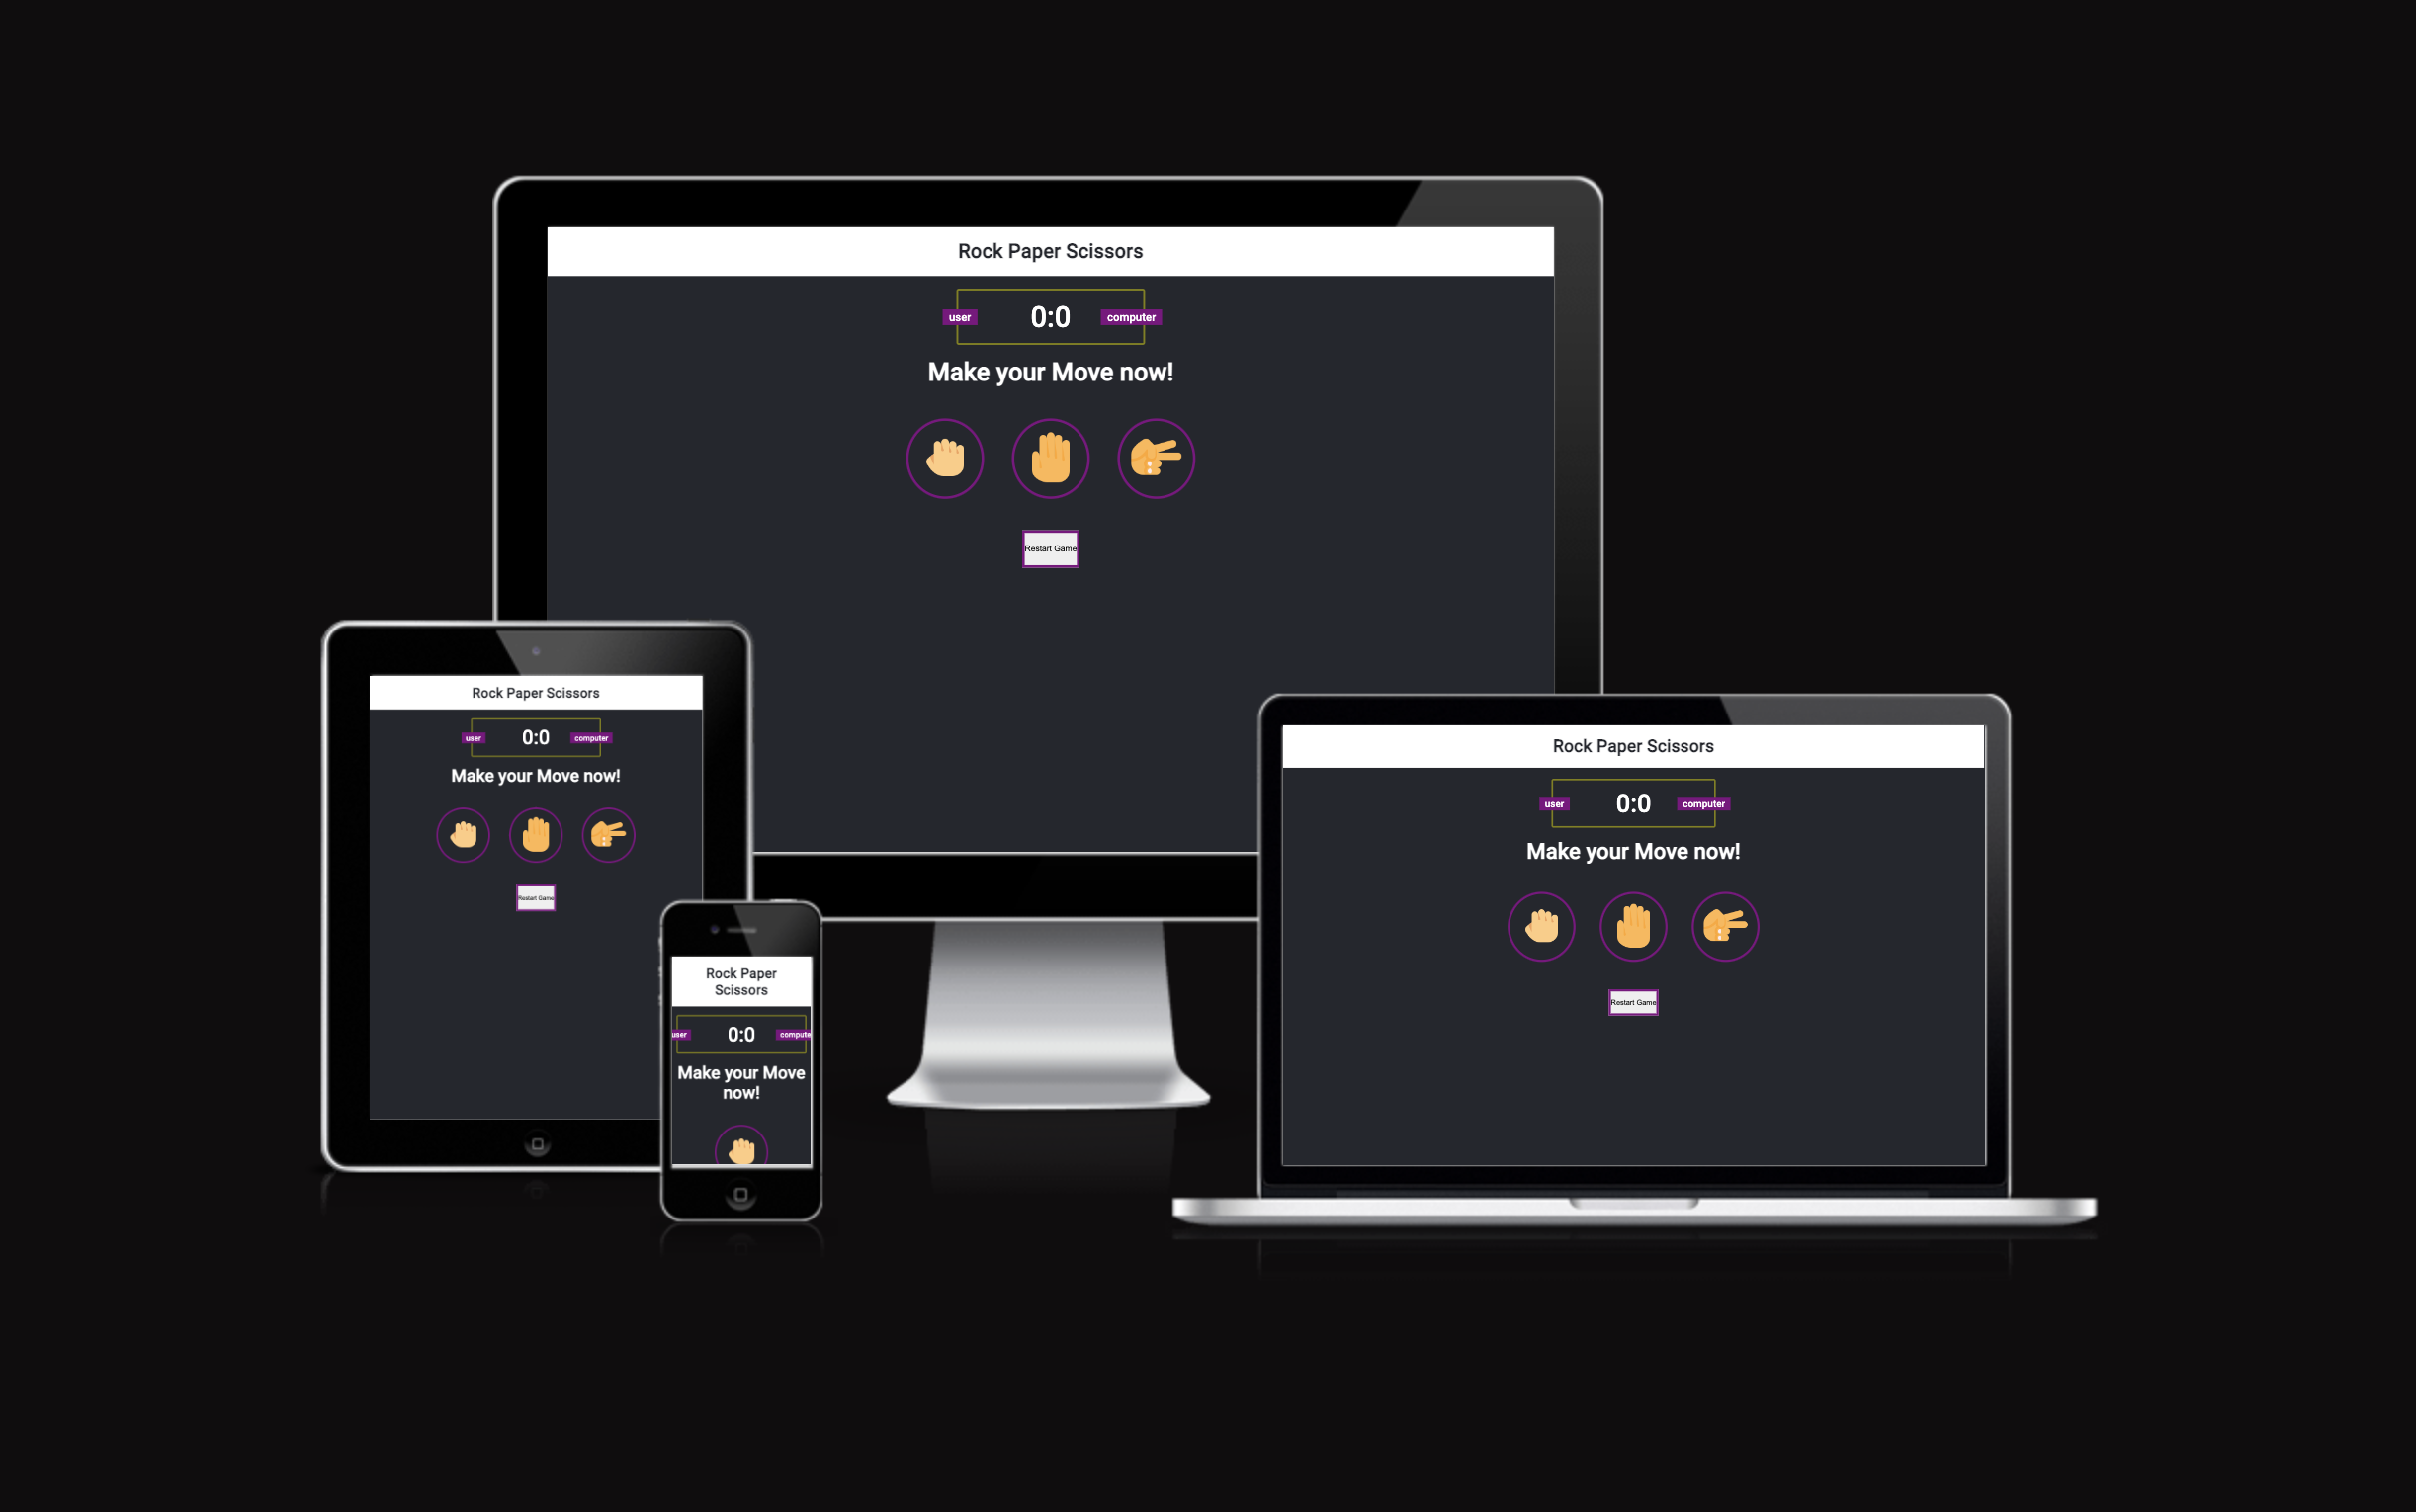 Rock Paper Scissors
user 0:0 computer
Make your Move now!
Restart Game
Rock Paper Scissors
user 0:0 computer
Make your Move now!
Restart Game
Rock Paper
Scissors
user 0:0 compute
Make your Move
now!
Rock Paper Scissors
user 0:0 computer
Make your Move now!
Restart Game